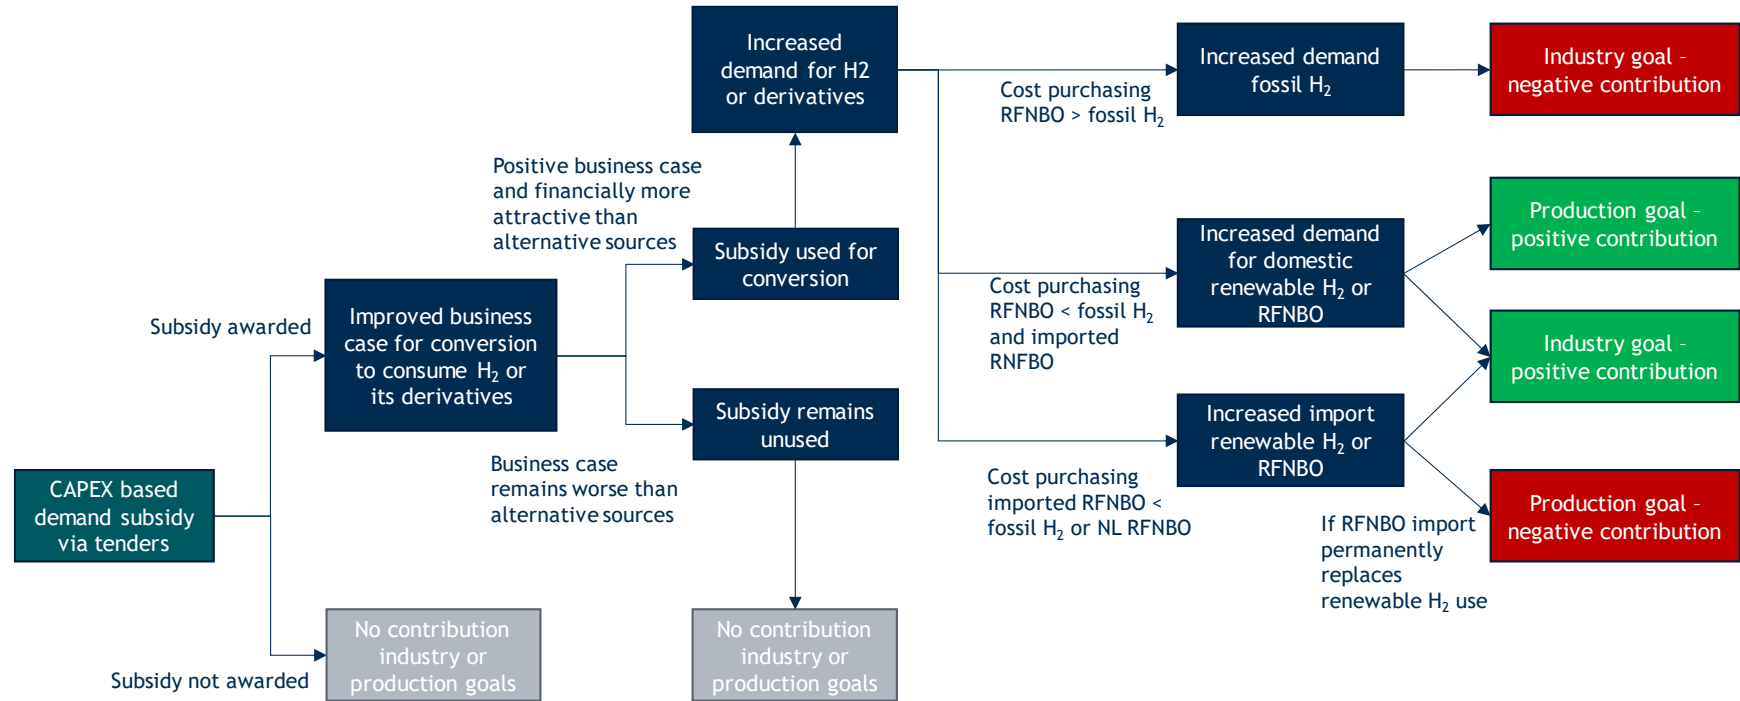 CAPEX based
demand subsidy
via tenders
Subsidy awarded
Subsidy not awarded
Improved business
case for conversion
to consume H₂ or
its derivatives
No contribution
industry or
production goals
Positive business case
and financially more
attractive than
alternative sources
Business case
remains worse than
alternative sources
Increased
demand for H2
or derivatives
Subsidy used for
conversion
Subsidy remains
unused
No contribution
industry or
production goals
Cost purchasing
RFNBO > fossil H₂
Cost purchasing
RFNBO < fossil H₂
and imported
RNFBO
Cost purchasing
imported RFNBO <
fossil H₂ or NL RFNBO
Increased demand
fossil H₂
Increased demand
for domestic
renewable H₂ or
RFNBO
Increased import
renewable H₂ or
RFNBO
If RFNBO import
permanently
replaces
renewable H₂ use
Industry goal –
negative contribution
Production goal –
positive contribution
Industry goal –
positive contribution
Production goal –
negative contribution